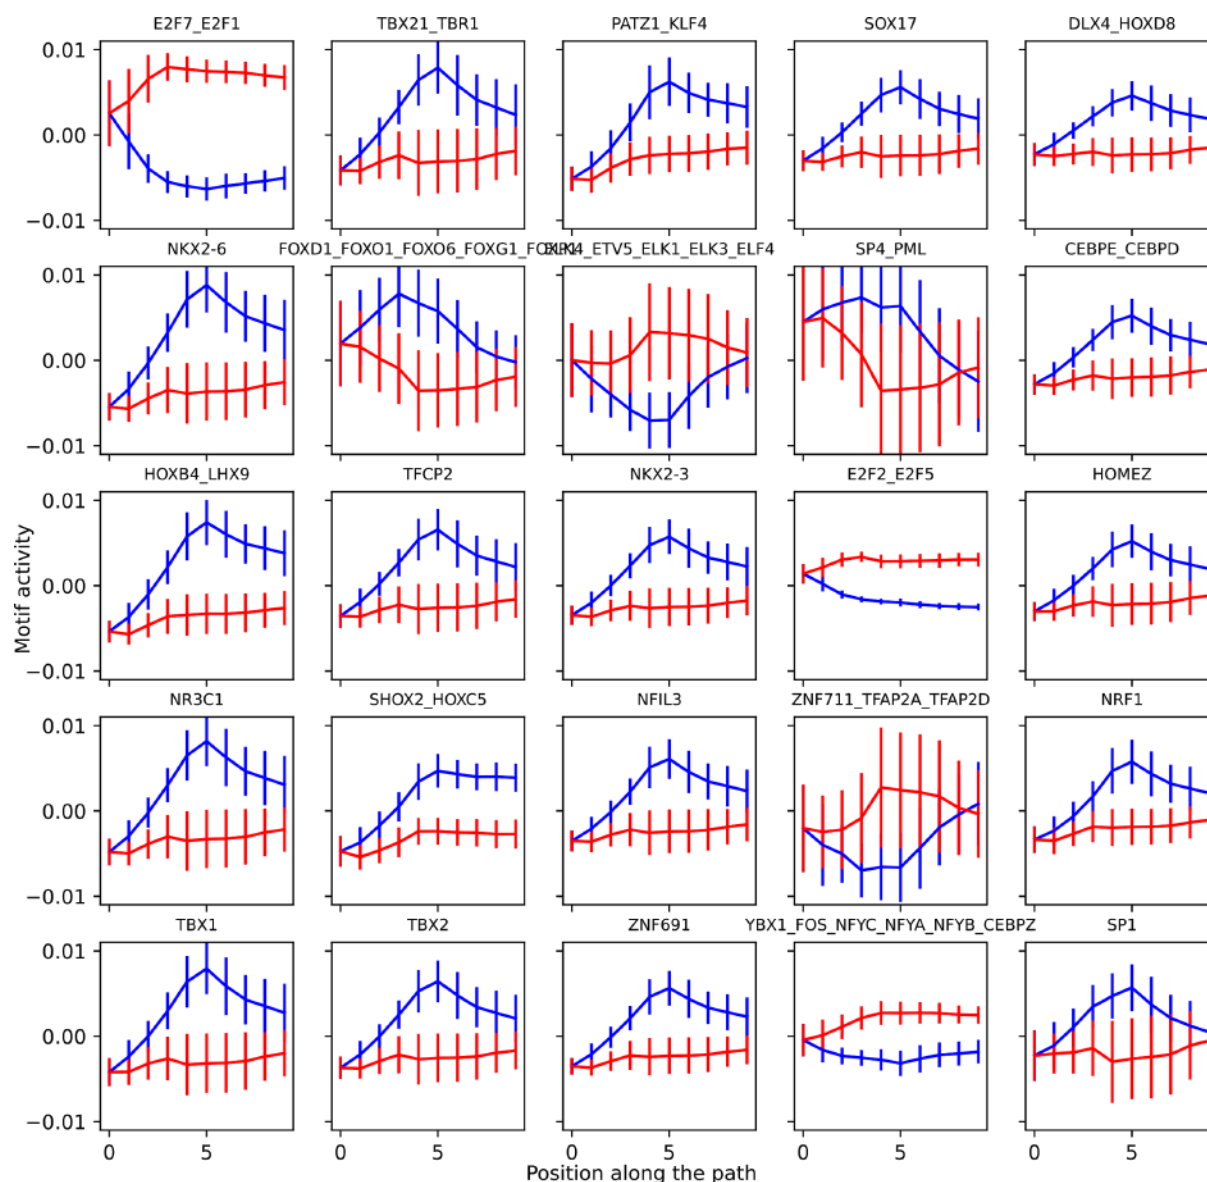 E2F7_E2F1 TBX21_TBR1 PATZ1_KLF4 SOX17 DLX4_HOXD8
0.01
0.00
−0.01
NKX2-6 FOXD1_FOXO1_FOXO6_FOXG1_FOXP1 ELK4_ETV5_ELK1_ELK3_ELF4 SP4_PML CEBPE_CEBPD
0.01
0.00
−0.01
HOXB4_LHX9 TFCP2 NKX2-3 E2F2_E2F5 HOMEZ
0.01
0.00
−0.01
Motif activity
NR3C1 SHOX2_HOXC5 NFIL3 ZNF711_TFAP2A_TFAP2D NRF1
0.01
0.00
−0.01
TBX1 TBX2 ZNF691 YBX1_FOS_NFYC_NFYA_NFYB_CEBPZ SP1
0.01
0.00
−0.01
0 5 0 5 0 5 0 5 0 5
Position along the path